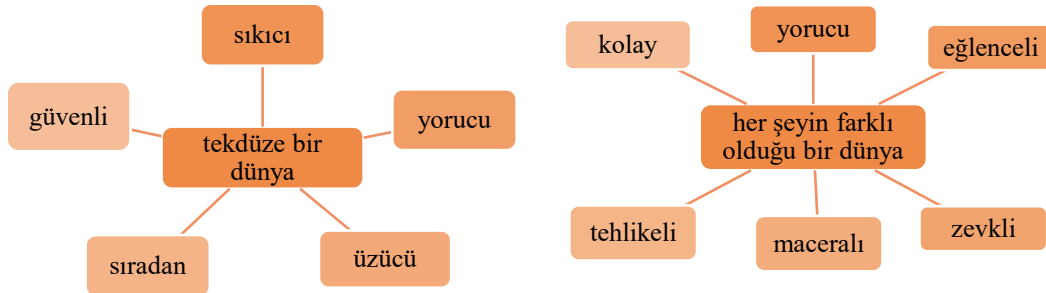 sıkıcı
güvenli
yorucu
tekdüze bir
dünya
sıradan
üzücü
kolay
yorucu
eğlenceli
her şeyin farklı
olduğu bir dünya
tehlikeli
maceralı
zevkli